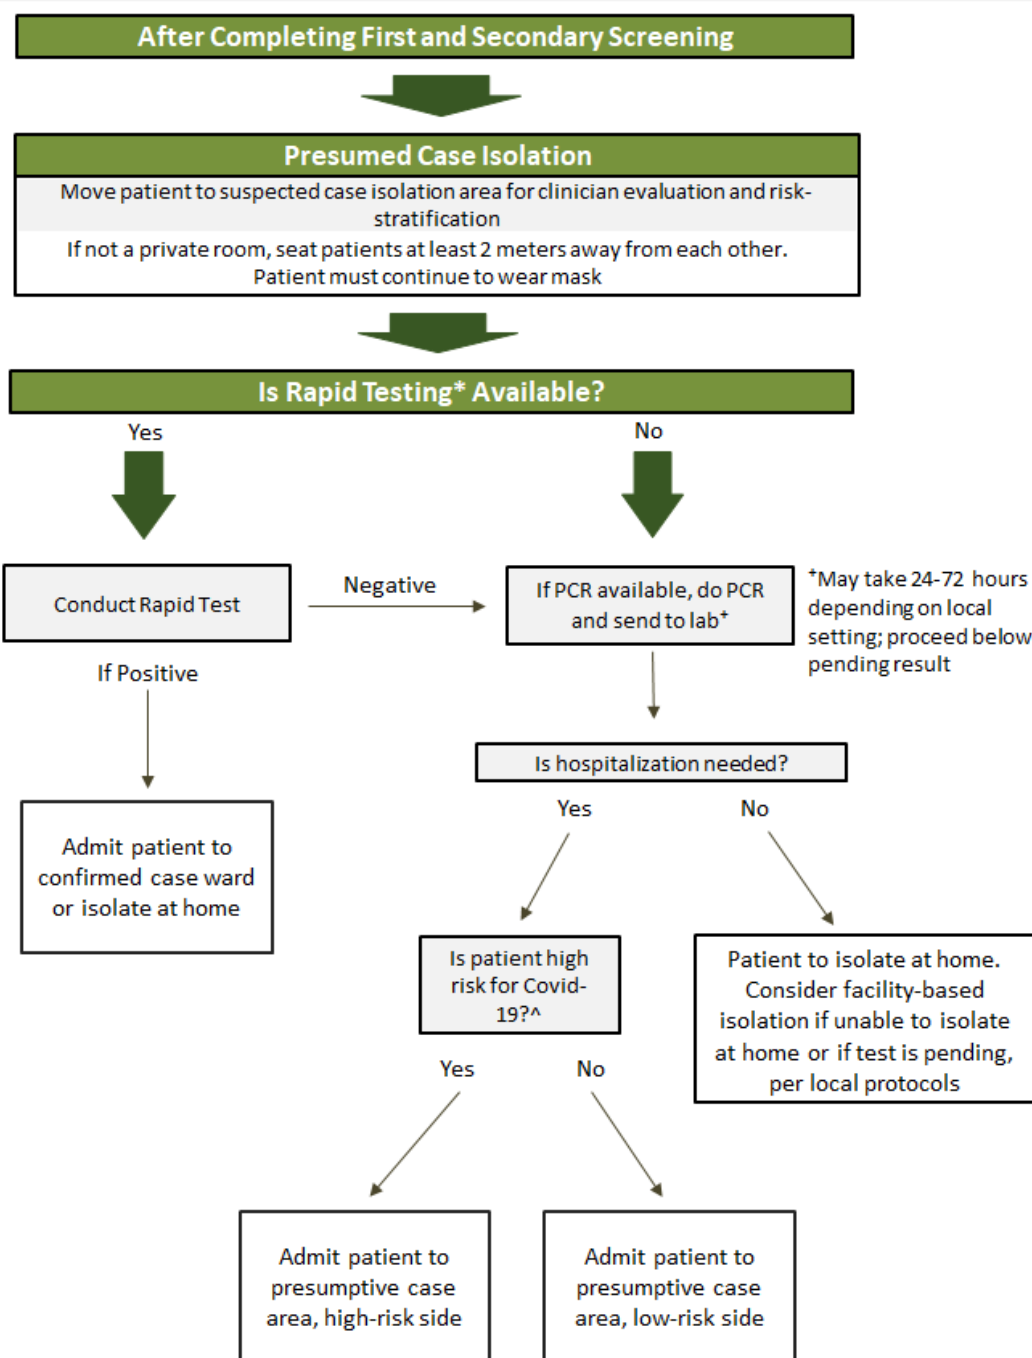 After Completing First and Secondary Screening
Presumed Case Isolation
Move patient to suspected case isolation area for clinician evaluation and risk-
stratification
If not a private room, seat patients at least 2 meters away from each other.
Patient must continue to wear mask
Is Rapid Testing* Available?
Yes
No
Conduct Rapid Test
Negative
If PCR available, do PCR
and send to lab⁺
⁺May take 24-72 hours
depending on local
setting; proceed below
pending result
If Positive
Is hospitalization needed?
Yes
No
Admit patient to
confirmed case ward
or isolate at home
Is patient high
risk for Covid-
19?^
Patient to isolate at home.
Consider facility-based
isolation if unable to isolate
at home or if test is pending,
per local protocols
Yes
No
Admit patient to
presumptive case
area, high-risk side
Admit patient to
presumptive case
area, low-risk side